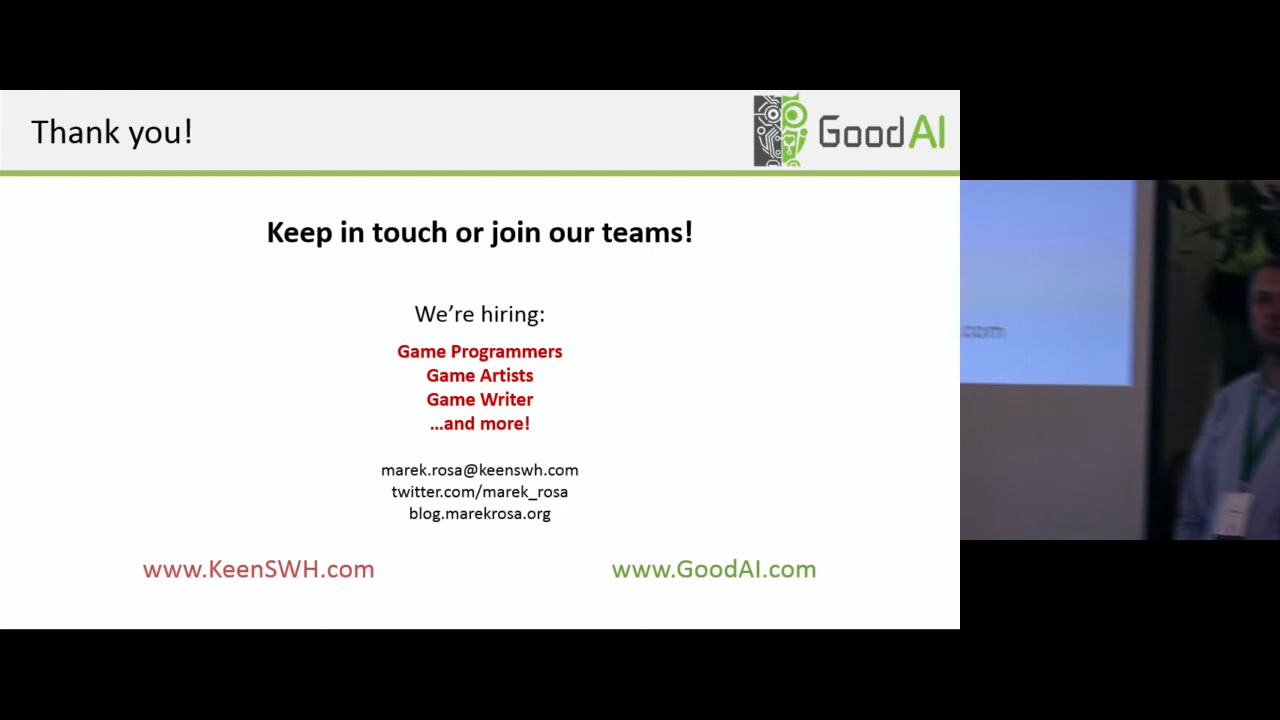 Thank you!
GoodAI
Keep in touch or join our teams!
We're hiring:
Game Programmers
Game Artists
Game Writer
...and more!
marek.rosa@keenswh.com
twitter.com/marek_rosa
blog.marekrosa.org
www.KeenSWH.com
www.GoodAI.com
.com